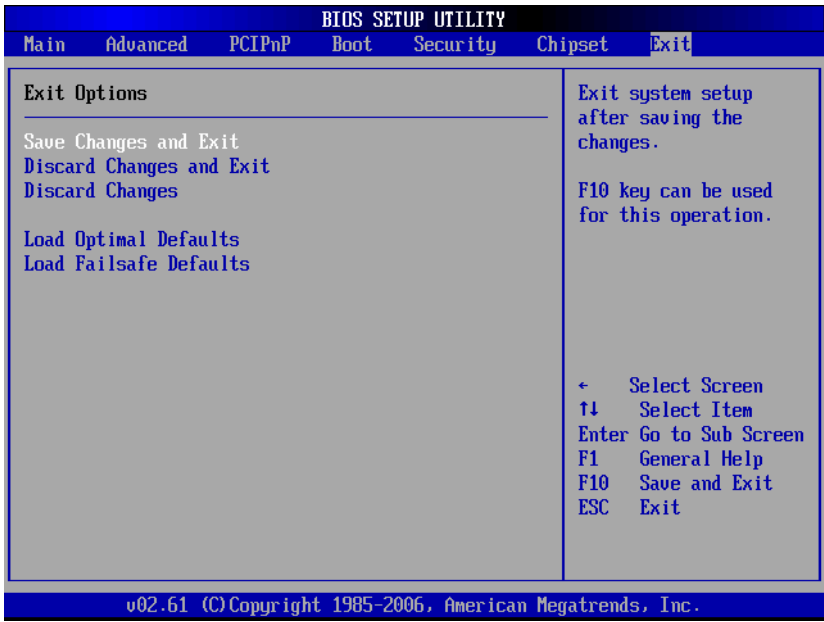 BIOS SETUP UTILITY
Main Advanced PCIPnP Boot Security Chipset Exit
Exit Options
Save Changes and Exit
Discard Changes and Exit
Discard Changes
Load Optimal Defaults
Load Failsafe Defaults
Exit system setup
after saving the
changes.
F10 key can be used
for this operation.
← Select Screen
↑↓ Select Item
Enter Go to Sub Screen
F1 General Help
F10 Save and Exit
ESC Exit
v02.61 (C)Copyright 1985-2006, American Megatrends, Inc.